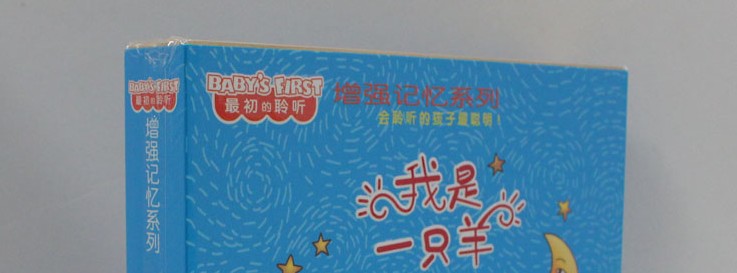 BABY'S FIRST
最初的聆听
增强记忆系列
BABY'S FIRST
最初的聆听
增强记忆系列
会聆听的孩子最聪明！
我是
一只羊